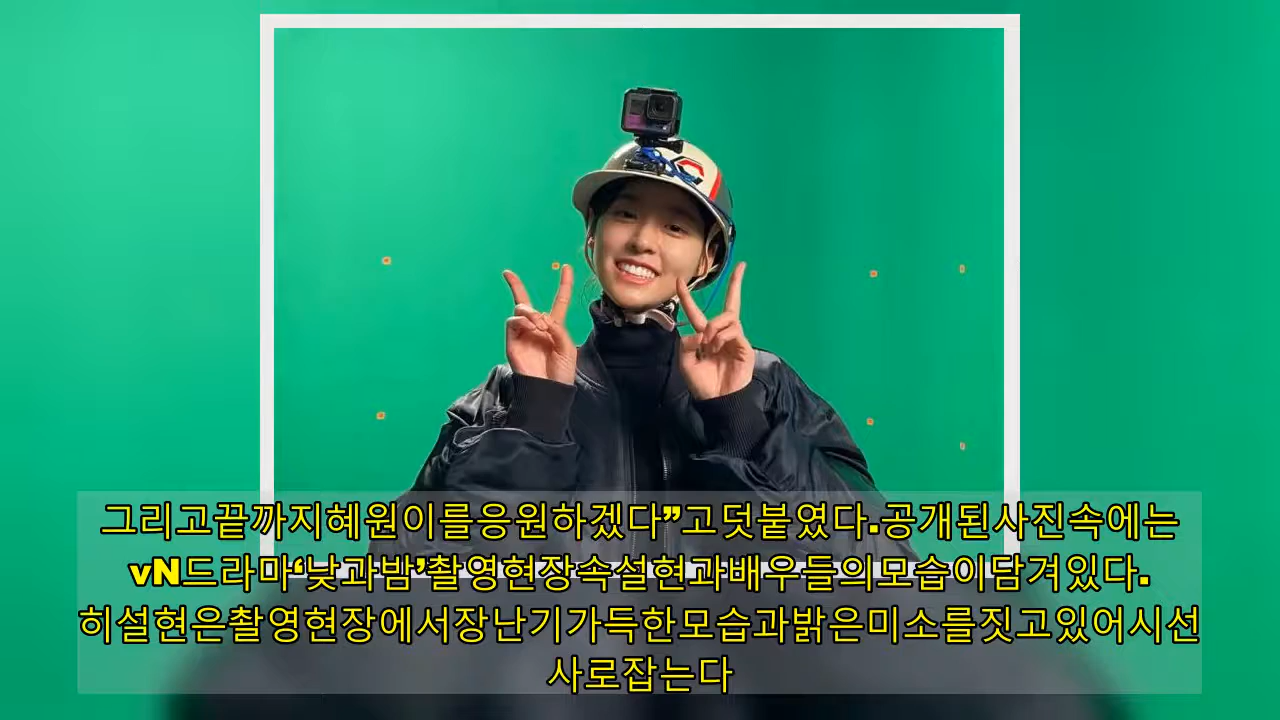 그리고끝까지혜원이를응원하겠다”고덧붙였다.공개된사진속에는
vN드라마‘낮과밤’촬영현장속설현과배우들의모습이담겨있다.
히설현은촬영현장에서장난기가득한모습과밝은미소를짓고있어시선
사로잡는다